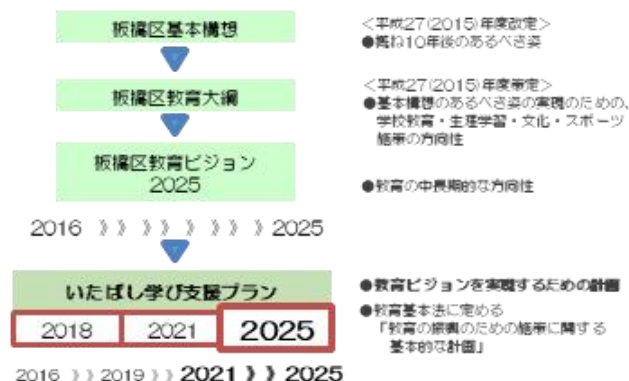 板橋区基本構想
<平成27(2015)年度改定>
●概ね10年後のあるべき姿
板橋区教育大綱
<平成27(2015)年度策定>
●基本構想のあるべき姿の実現のための、
学校教育・生涯学習・文化・スポーツ
施策の方向性
板橋区教育ビジョン
2025
●教育の中長期的な方向性
2016 》》 》》 》 》 》 》2025
いたばし学び支援プラン
●教育ビジョンを実現するための計画
2018 2021 2025
●教育基本法に定める
「教育の振興のための施策に関する
基本的な計画」
2016 》》2019 》》2021 》》2025